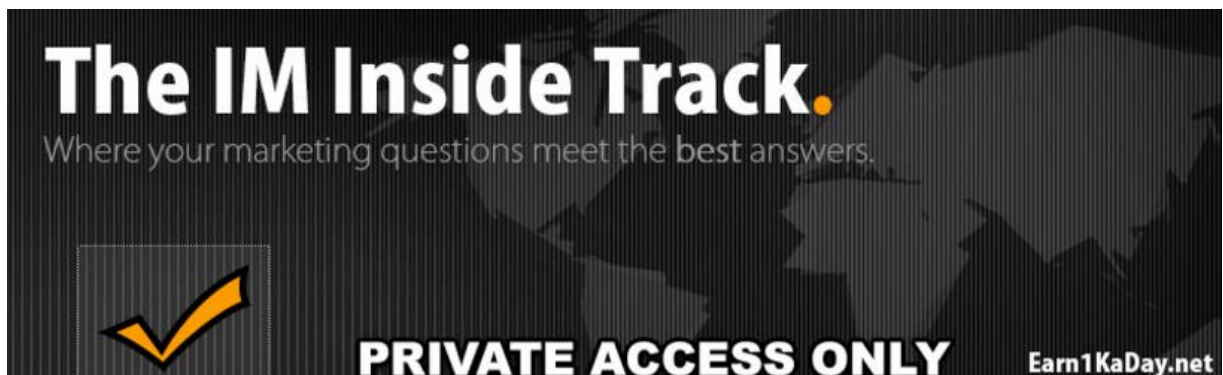 The IM Inside Track.
Where your marketing questions meet the best answers.
PRIVATE ACCESS ONLY
Earn1KaDay.net